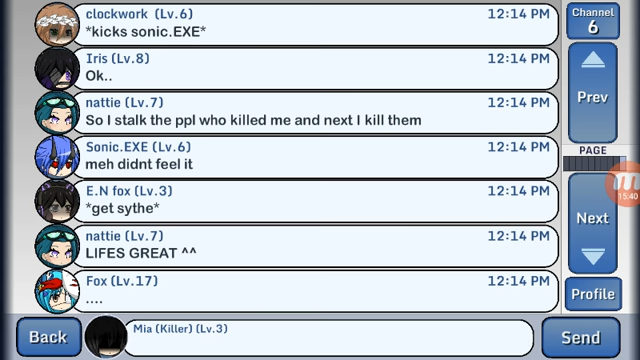 clockwork (Lv.6) 12:14 PM
*kicks sonic.EXE*
Iris (Lv.8) 12:14 PM
Ok..
nattie (Lv.7) 12:14 PM
So I stalk the ppl who killed me and next I kill them
Sonic.EXE (Lv.6) 12:14 PM
meh didnt feel it
E.N fox (Lv.3) 12:14 PM
*get sythe*
nattie (Lv.7) 12:14 PM
LIFES GREAT ^^
Fox (Lv.17) 12:14 PM
....
Back
Mia (Killer) (Lv.3)
Send
Channel
6
Prev
PAGE
15:40
Next
Profile